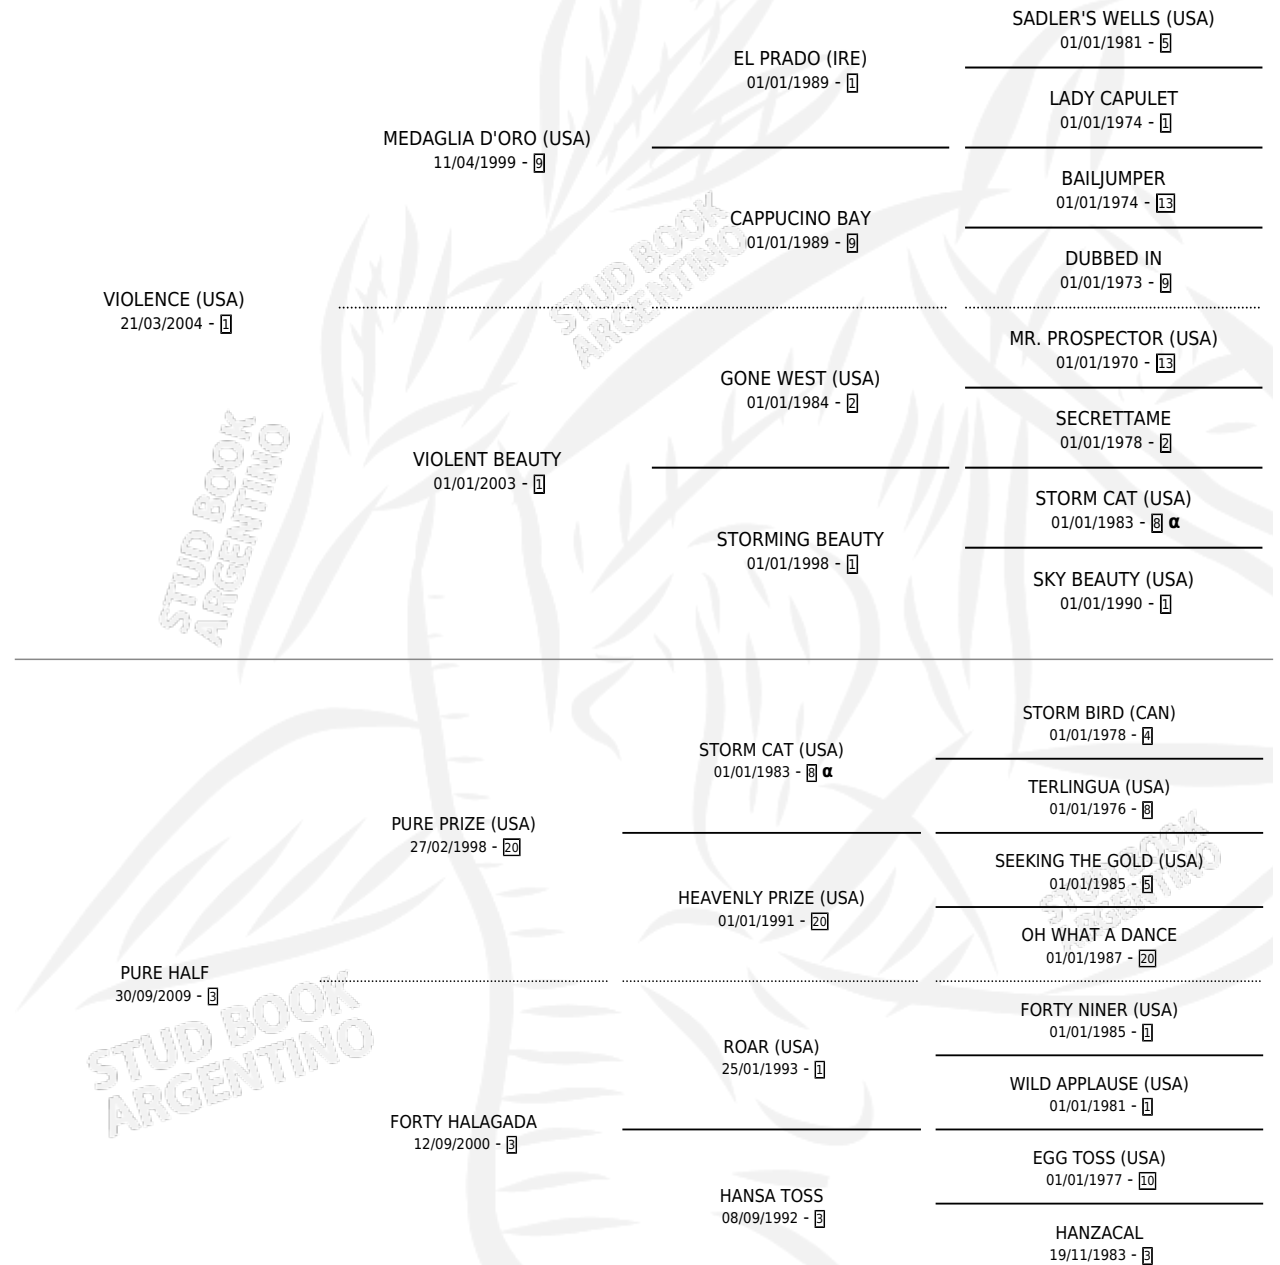 SADLER'S WELLS (USA)
01/01/1981 - 5
EL PRADO (IRE)
01/01/1989 - 1
LADY CAPULET
01/01/1974 - 1
MEDAGLIA D'ORO (USA)
11/04/1999 - 9
BAILJUMPER
01/01/1974 - 13
CAPPUCINO BAY
01/01/1989 - 9
DUBBED IN
01/01/1973 - 9
VIOLENCE (USA)
21/03/2004 - 1
MR. PROSPECTOR (USA)
01/01/1970 - 13
GONE WEST (USA)
01/01/1984 - 2
SECRETTAME
01/01/1978 - 2
VIOLENT BEAUTY
01/01/2003 - 1
STORM CAT (USA)
01/01/1983 - 8 α
STORMING BEAUTY
01/01/1998 - 1
SKY BEAUTY (USA)
01/01/1990 - 1
STORM BIRD (CAN)
01/01/1978 - 4
STORM CAT (USA)
01/01/1983 - 8 α
TERLINGUA (USA)
01/01/1976 - 8
PURE PRIZE (USA)
27/02/1998 - 20
SEEKING THE GOLD (USA)
01/01/1985 - 5
HEAVENLY PRIZE (USA)
01/01/1991 - 20
OH WHAT A DANCE
01/01/1987 - 20
PURE HALF
30/09/2009 - 3
FORTY NINER (USA)
01/01/1985 - 1
ROAR (USA)
25/01/1993 - 1
WILD APPLAUSE (USA)
01/01/1981 - 1
FORTY HALAGADA
12/09/2000 - 3
EGG TOSS (USA)
01/01/1977 - 10
HANSA TOSS
08/09/1992 - 3
HANZACAL
19/11/1983 - 3
STUD BOOK
ARGENTINO
STUD BOOK
ARGENTINO
STUD BOOK
ARGENTINO
STUD BOOK
ARGENTINO